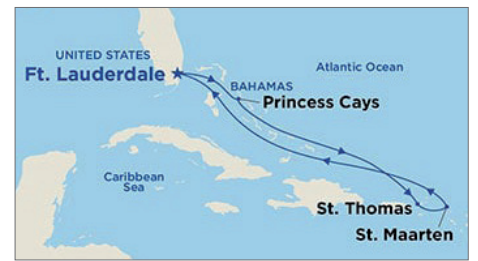 UNITED STATES
Ft. Lauderdale
Atlantic Ocean
BAHAMAS
Princess Cays
Caribbean
Sea
St. Thomas
St. Maarten